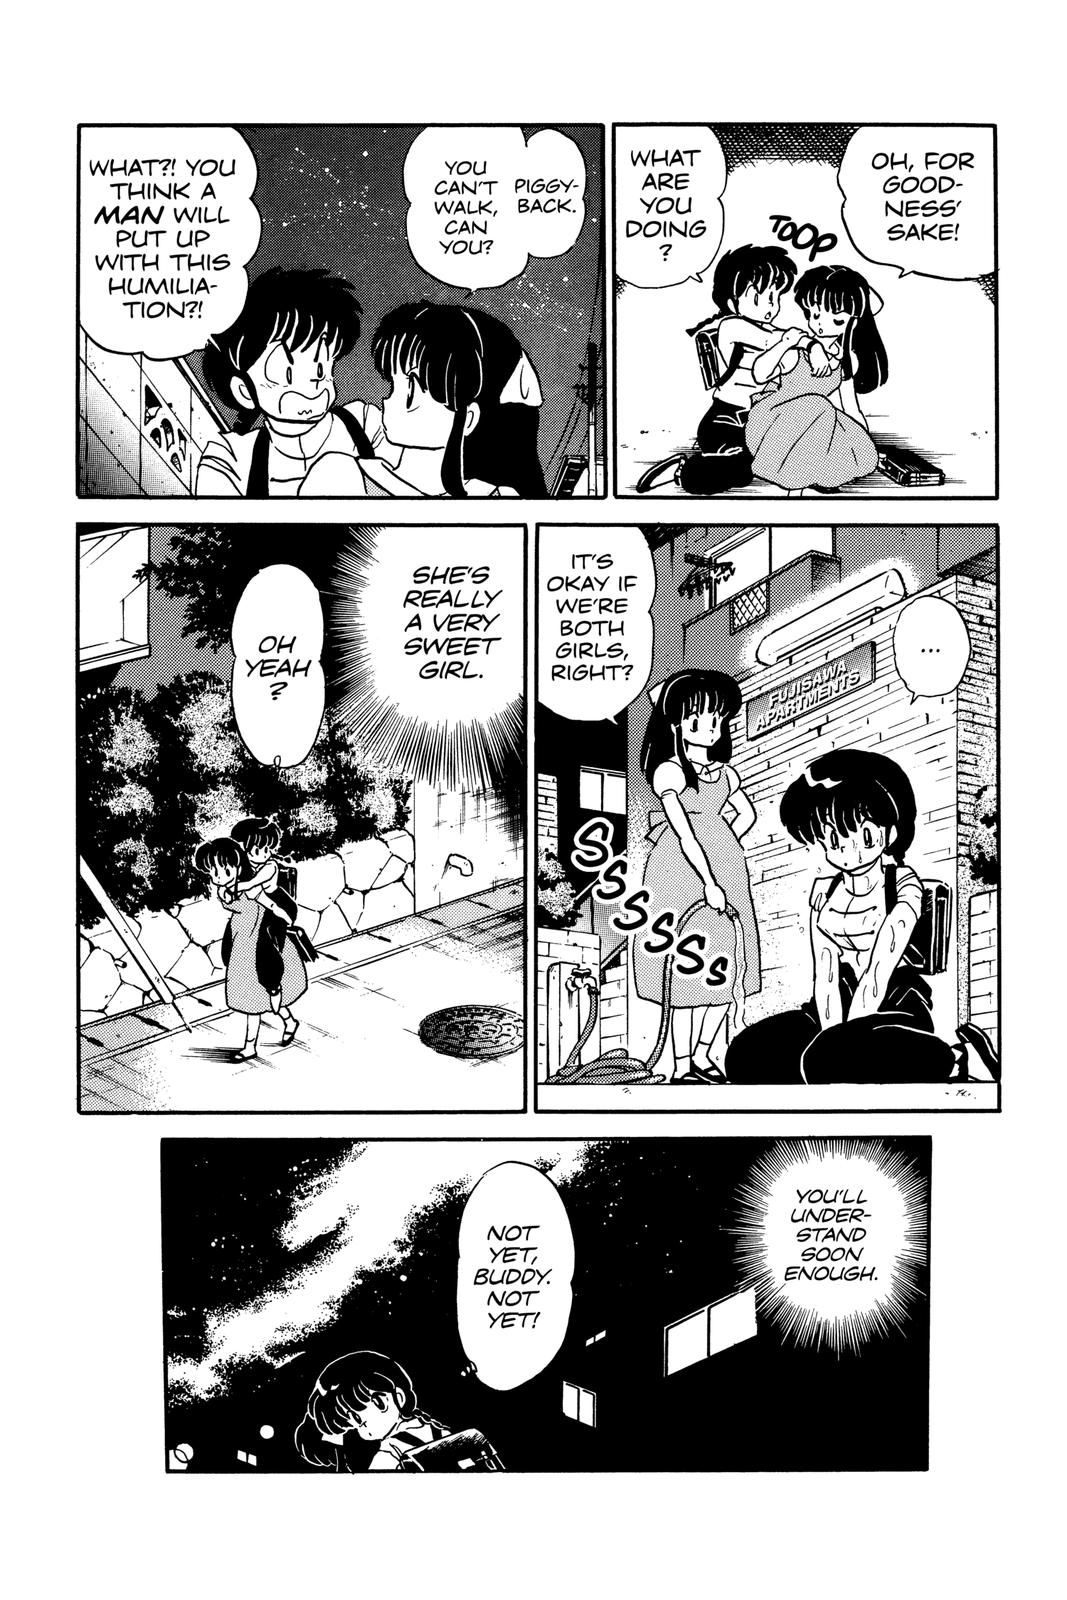 OH, FOR
GOOD-
NESS'
SAKE!
TOOP
WHAT
ARE
YOU
DOING
?
PIGGY-
BACK.
YOU
CAN'T
WALK,
CAN
YOU?
WHAT?! YOU
THINK A
MAN WILL
PUT UP
WITH THIS
HUMILIA-
TION?!
...
FUJISAWA
APARTMENTS
IT'S
OKAY IF
WE'RE
BOTH
GIRLS,
RIGHT?
SSSSSSS
SHE'S
REALLY
A VERY
SWEET
GIRL.
OH
YEAH
?
YOU'LL
UNDER-
STAND
SOON
ENOUGH.
NOT
YET,
BUDDY.
NOT
YET!